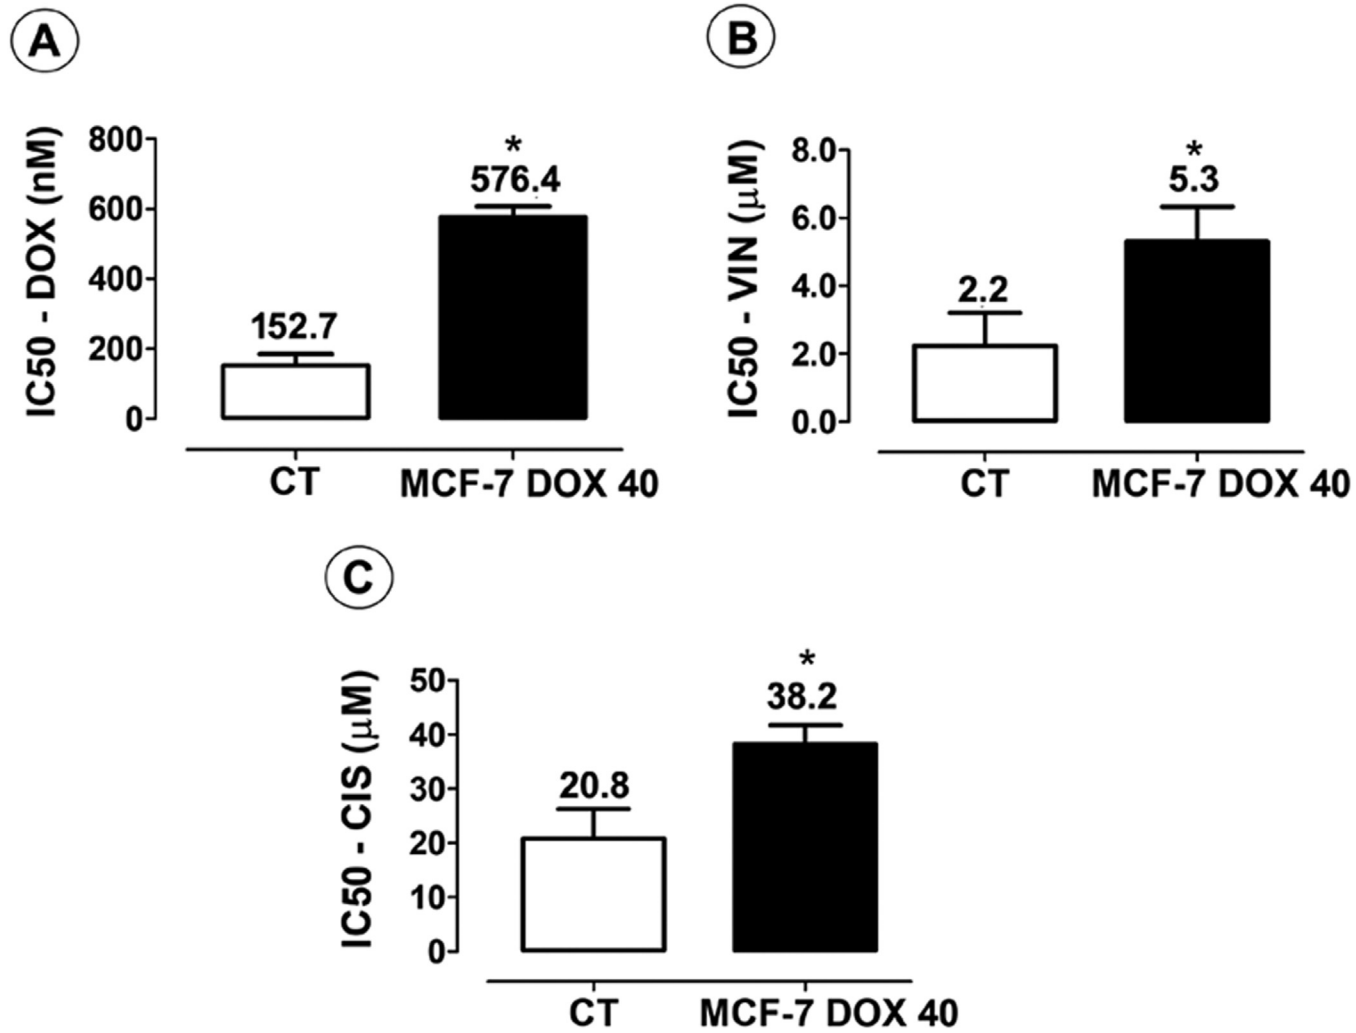 A
IC50 - DOX (nM)
800
600
400
200
0
*
576.4
152.7
CT
MCF-7 DOX 40
B
IC50 - VIN (μM)
8.0
6.0
4.0
2.0
0.0
*
5.3
2.2
CT
MCF-7 DOX 40
C
IC50 - CIS (μM)
50
40
30
20
10
0
*
38.2
20.8
CT
MCF-7 DOX 40